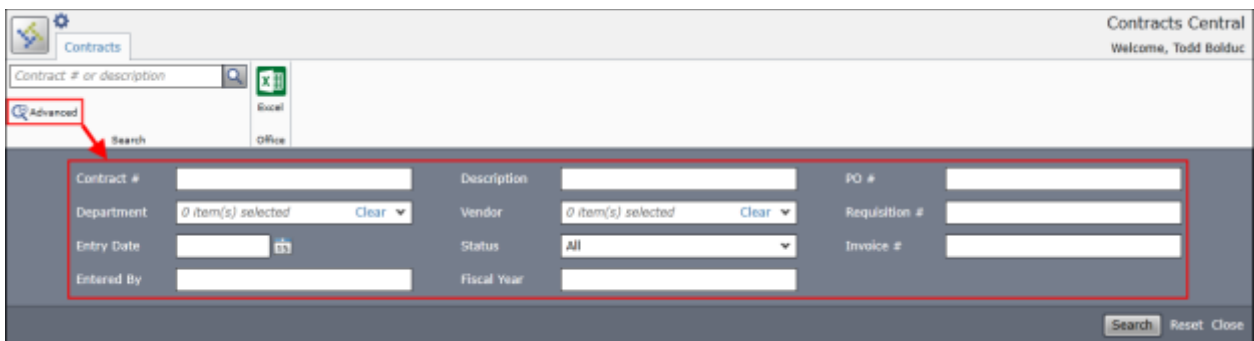 Contracts Central
Contracts
Welcome, Todd Bolduc
Contract # or description
Advanced
Excel
Search
Office
Contract # Description PO #
Department 0 item(s) selected Clear Vendor 0 item(s) selected Clear Requisition #
Entry Date Status All Invoice #
Entered By Fiscal Year
Search Reset Close